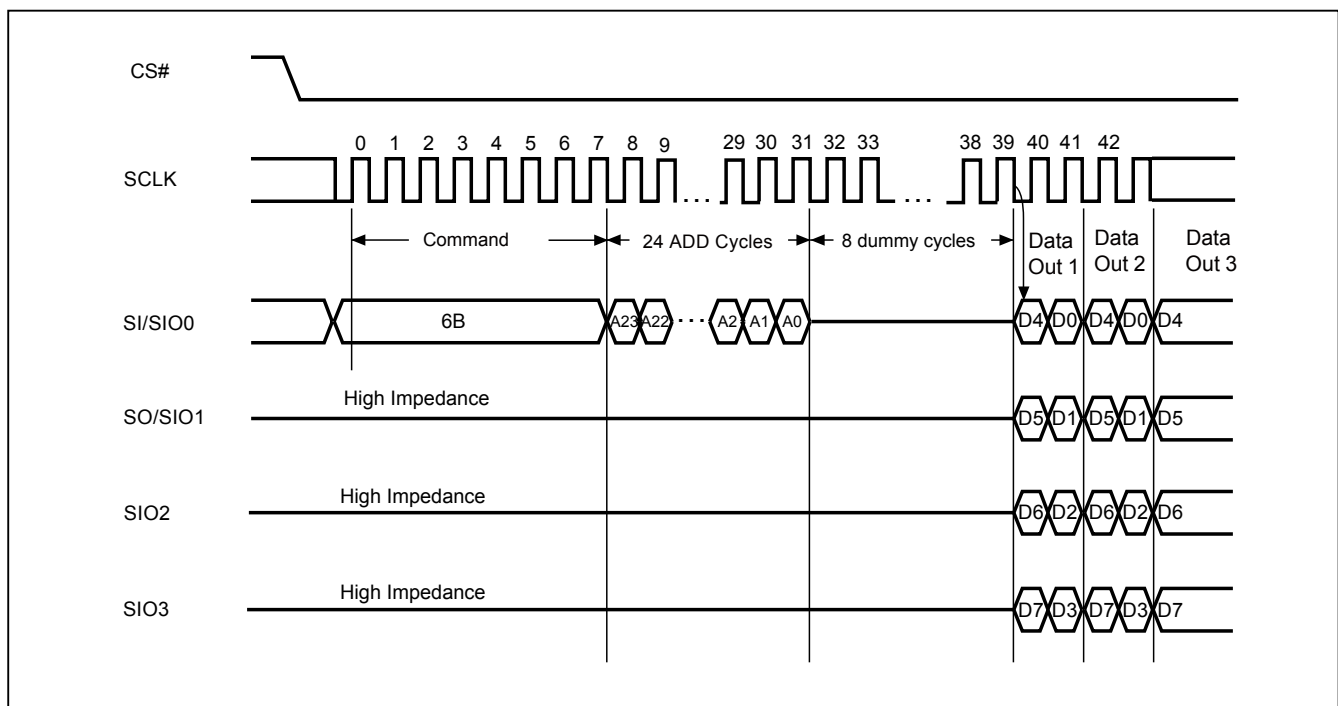 CS#
0 1 2 3 4 5 6 7 8 9 29 30 31 32 33 38 39 40 41 42
SCLK
. . . . . .
Command 24 ADD Cycles 8 dummy cycles Data Out 1 Data Out 2 Data Out 3
SI/SIO0 6B A23 A22 . . . A2 A1 A0 D4 D0 D4 D0 D4
High Impedance
SO/SIO1 D5 D1 D5 D1 D5
High Impedance
SIO2 D6 D2 D6 D2 D6
High Impedance
SIO3 D7 D3 D7 D3 D7